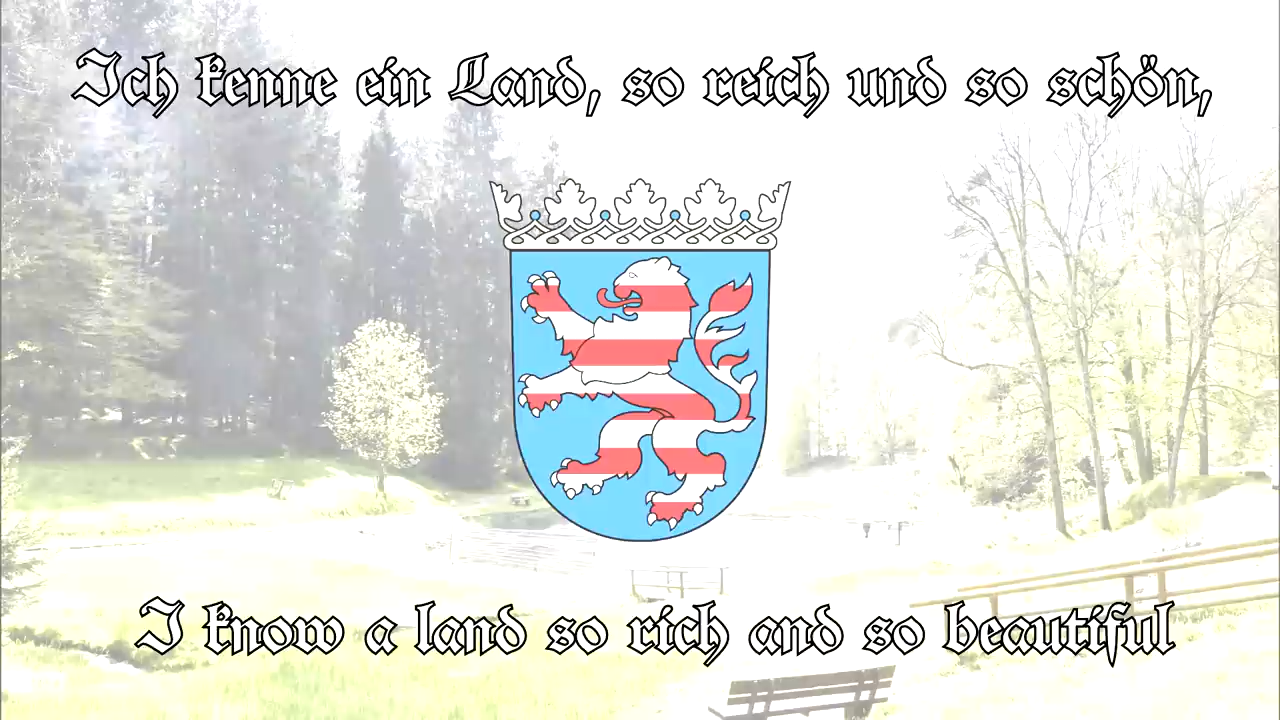 Ich kenne ein Land, so reich und so schön,
I know a land so rich and so beautiful